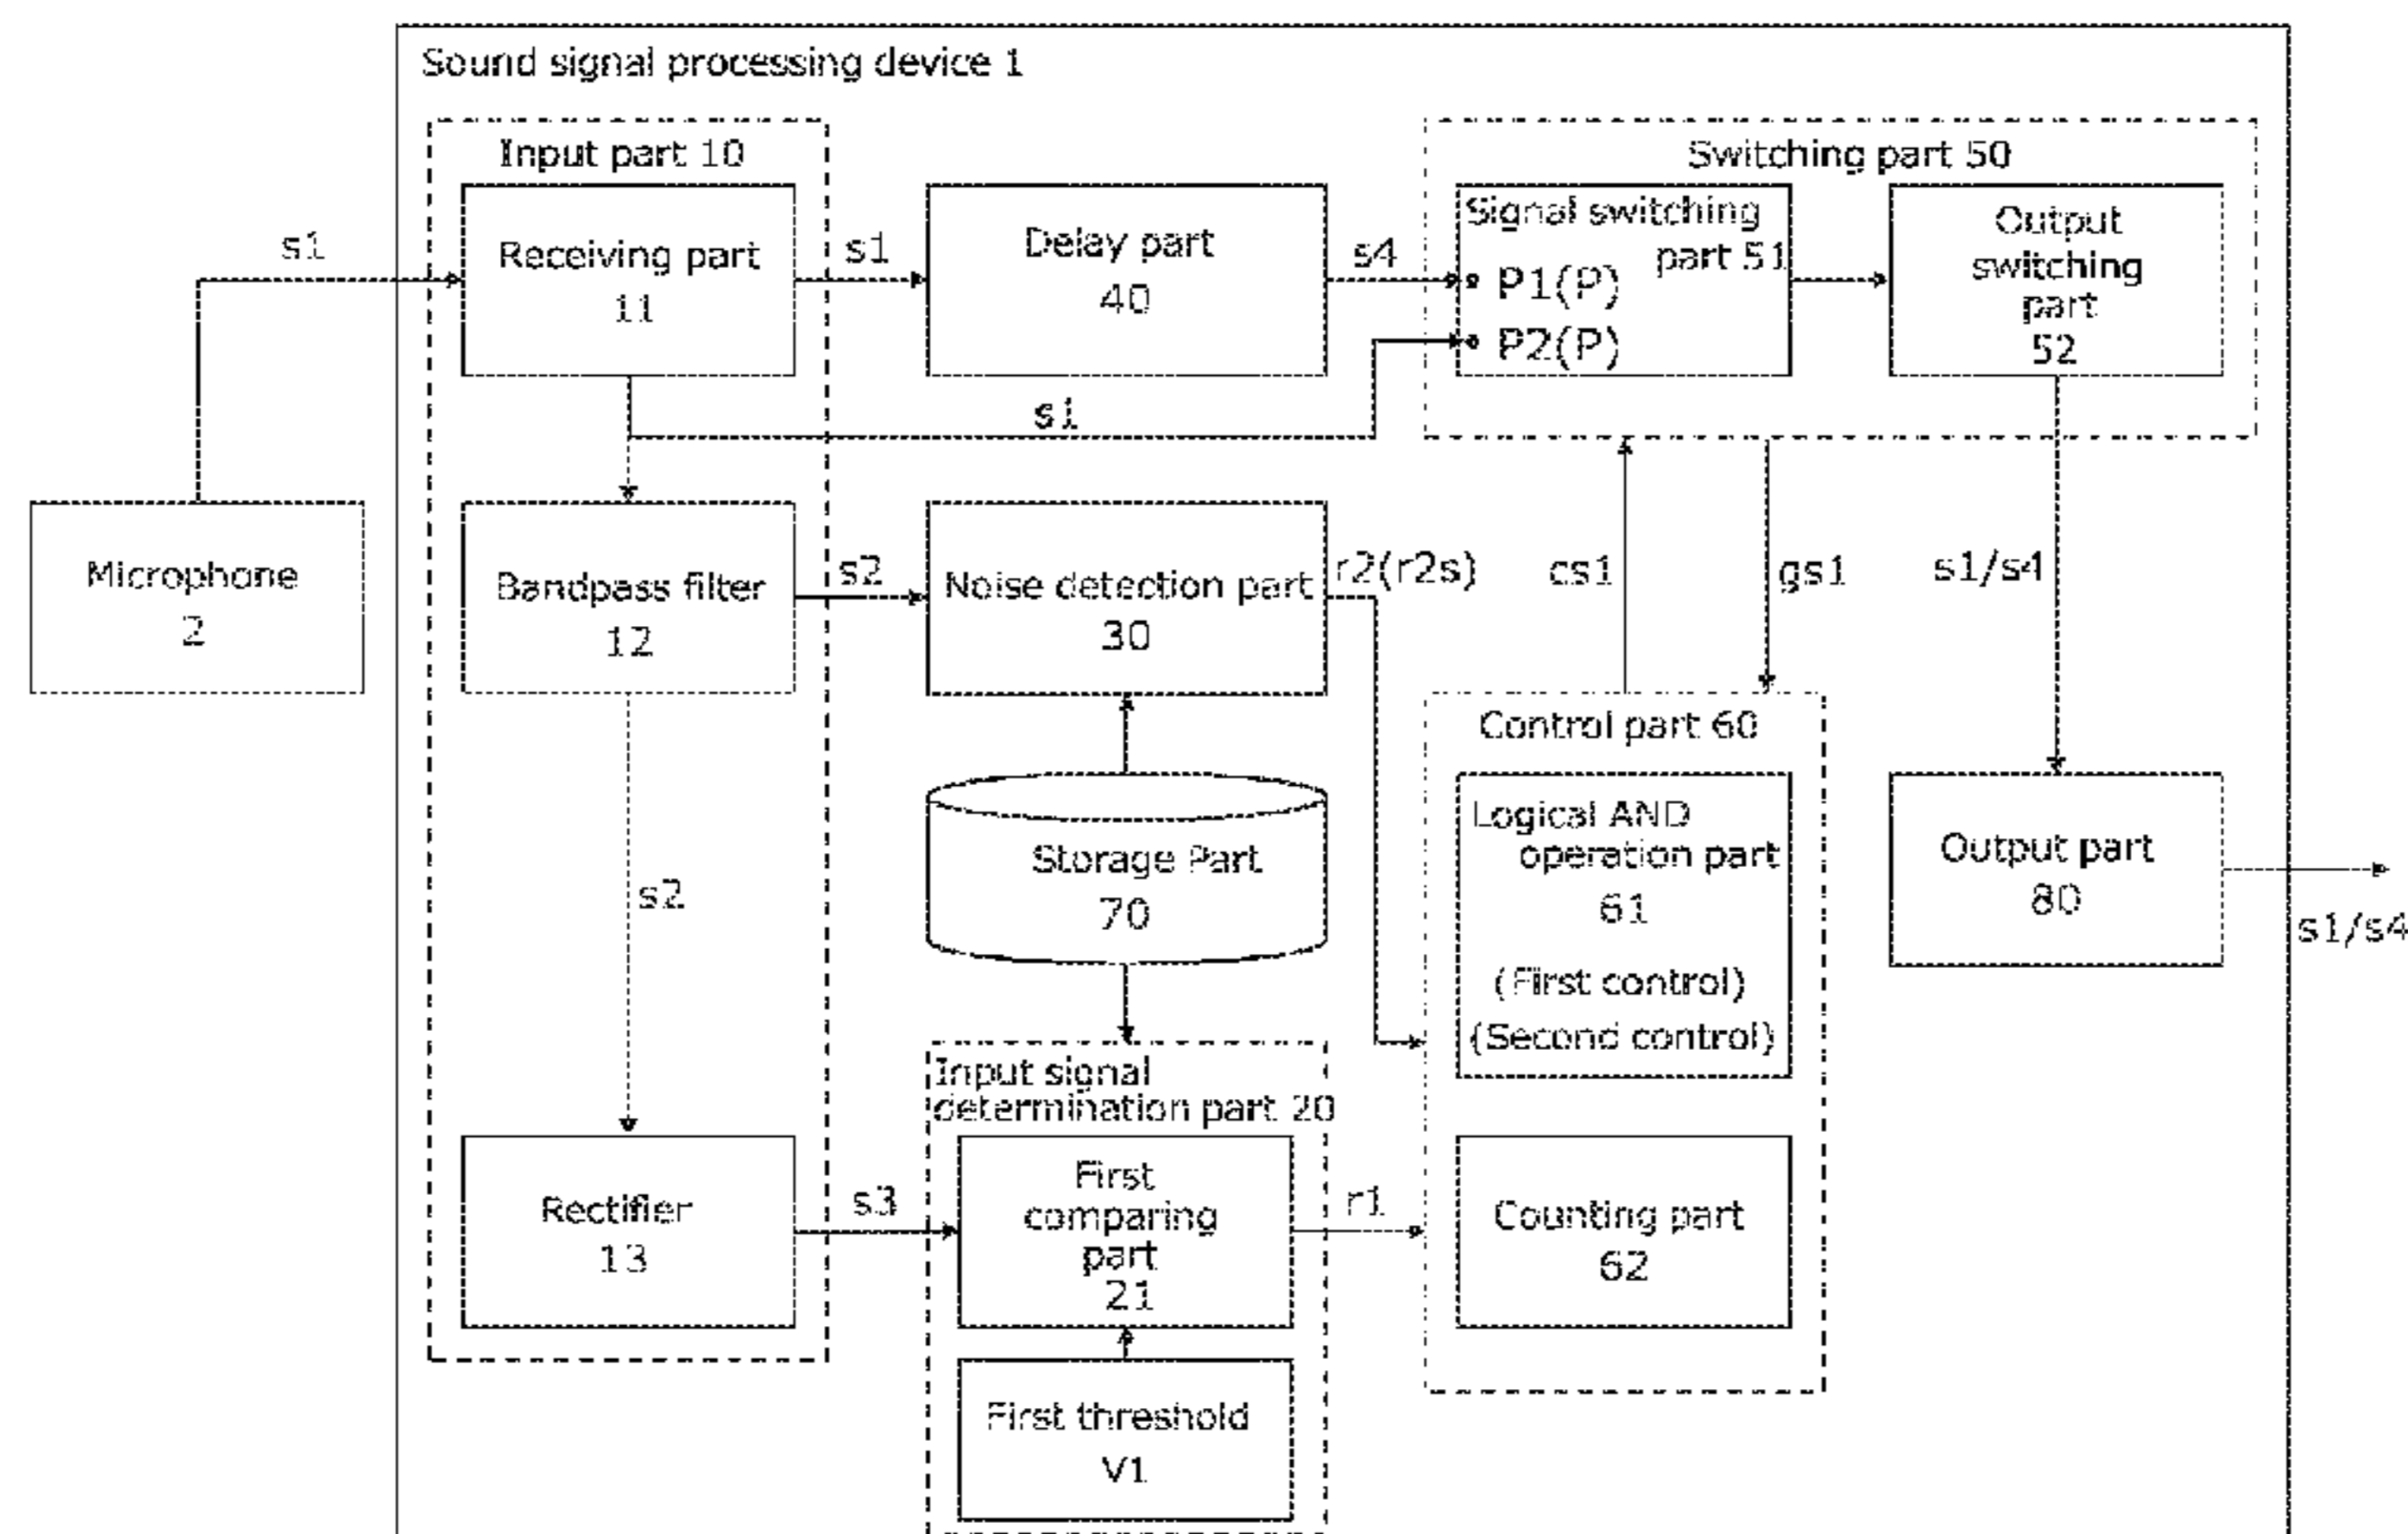 Sound signal processing device 1
Input part 10
Switching part 50
s1
Receiving part
11
s1
Delay part
40
s4
Signal switching
part 51
P1(P)
P2(P)
Output
switching
part
52
s1
Microphone
2
Bandpass filter
12
s2
Noise detection part
30
r2(r2s)
cs1
gs1
s1/s4
Control part 60
Storage Part
70
s2
Logical AND
operation part
61
(First control)
(Second control)
Output part
80
s1/s4
Input signal
determination part 20
Rectifier
13
s3
First
comparing
part
21
r1
Counting part
62
First threshold
V1